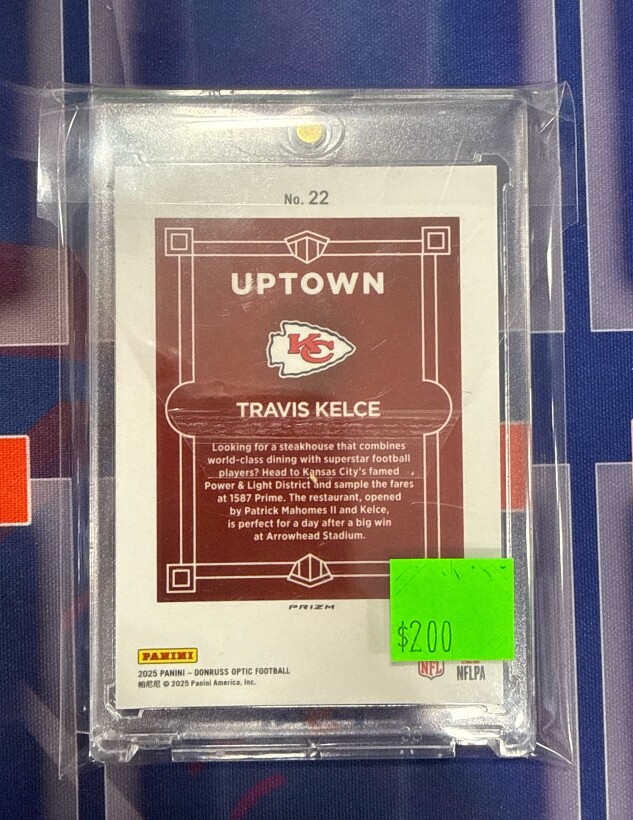 No. 22
UPTOWN
KC
TRAVIS KELCE
Looking for a steakhouse that combines
world-class dining with superstar football
players? Head to Kansas City's famed
Power & Light District and sample the fares
at 1587 Prime. The restaurant, opened
by Patrick Mahomes II and Kelce,
is perfect for a day after a big win
at Arrowhead Stadium.
PRIZM
$200
PANINI
2025 PANINI – DONRUSS OPTIC FOOTBALL
帕尼尼 © 2025 Panini America, Inc.
NFL
NFLPA